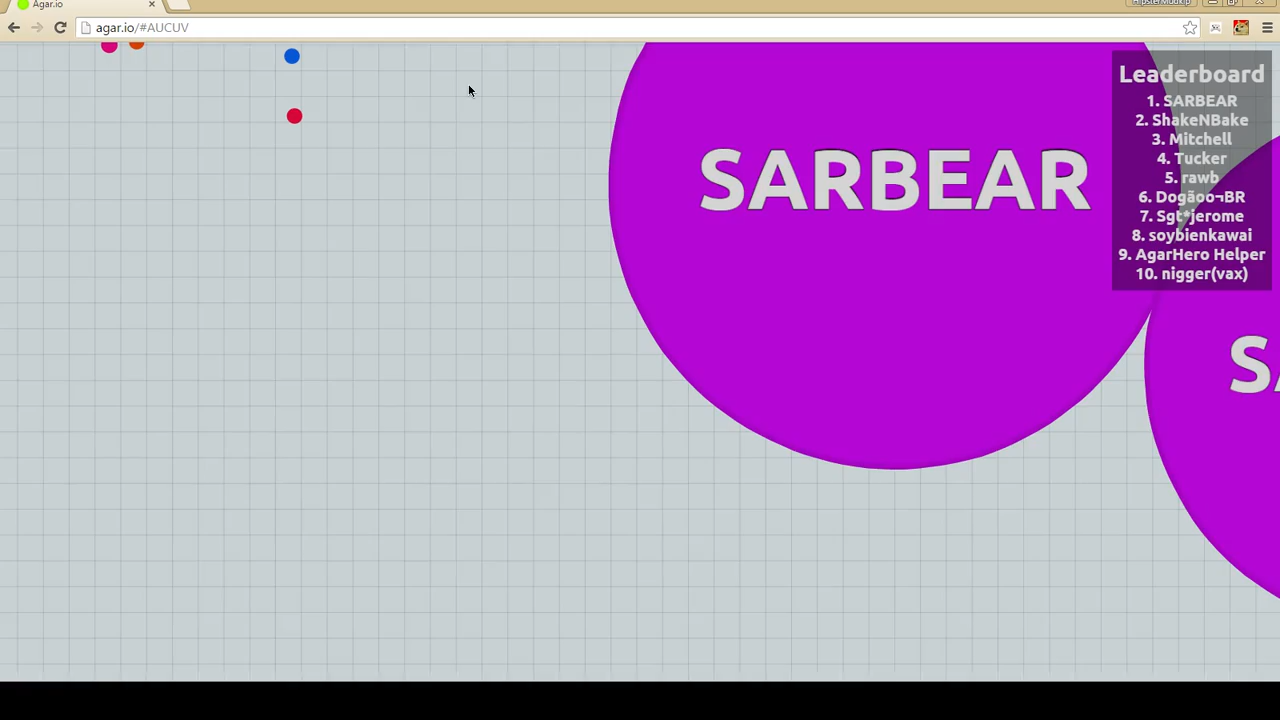 Agar.io
HipsterMudkip
agar.io/#AUCUV
Leaderboard
1. SARBEAR
2. ShakeNBake
3. Mitchell
4. Tucker
5. rawb
6. Dogãoo¬BR
7. Sgt*jerome
8. soybienkawai
9. AgarHero Helper
10. nigger(vax)
SARBEAR
SA